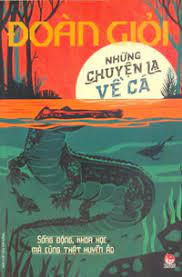 ĐOÀN GIỎI
NHỮNG
CHUYỆN LẠ
VỀ CÁ
SỐNG ĐỘNG, KHOA HỌC,
MÀ CŨNG THẬT HUYỀN ẢO